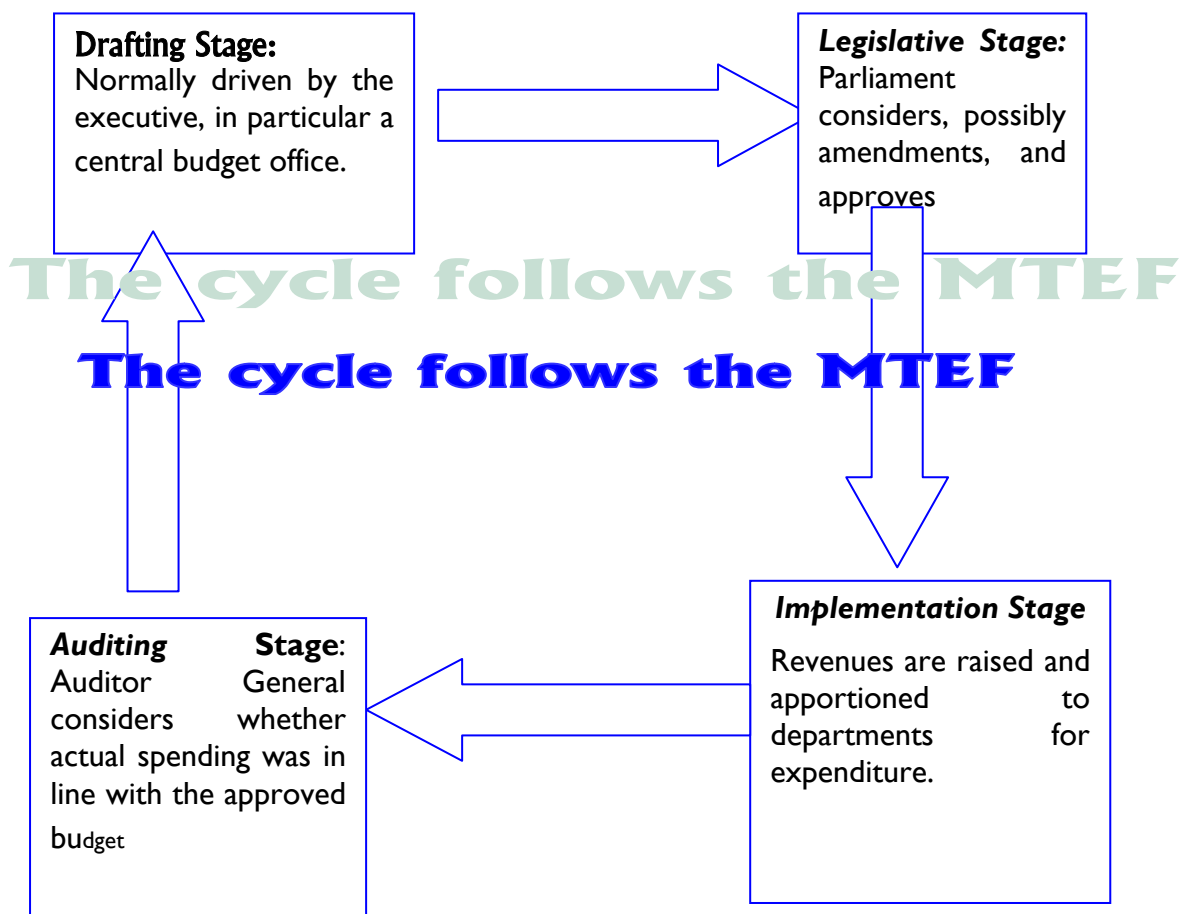 Drafting Stage:
Normally driven by the
executive, in particular a
central budget office.
Legislative Stage:
Parliament
considers, possibly
amendments, and
approves
The cycle follows the MTEF
The cycle follows the MTEF
Implementation Stage
Revenues are raised and
apportioned to
departments for
expenditure.
Auditing Stage:
Auditor General
considers whether
actual spending was in
line with the approved
budget